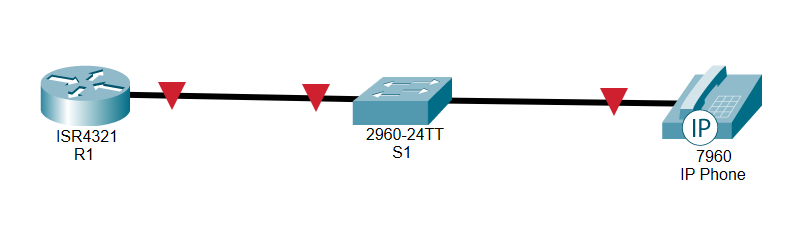 ISR4321
R1
2960-24TT
S1
IP
7960
IP Phone